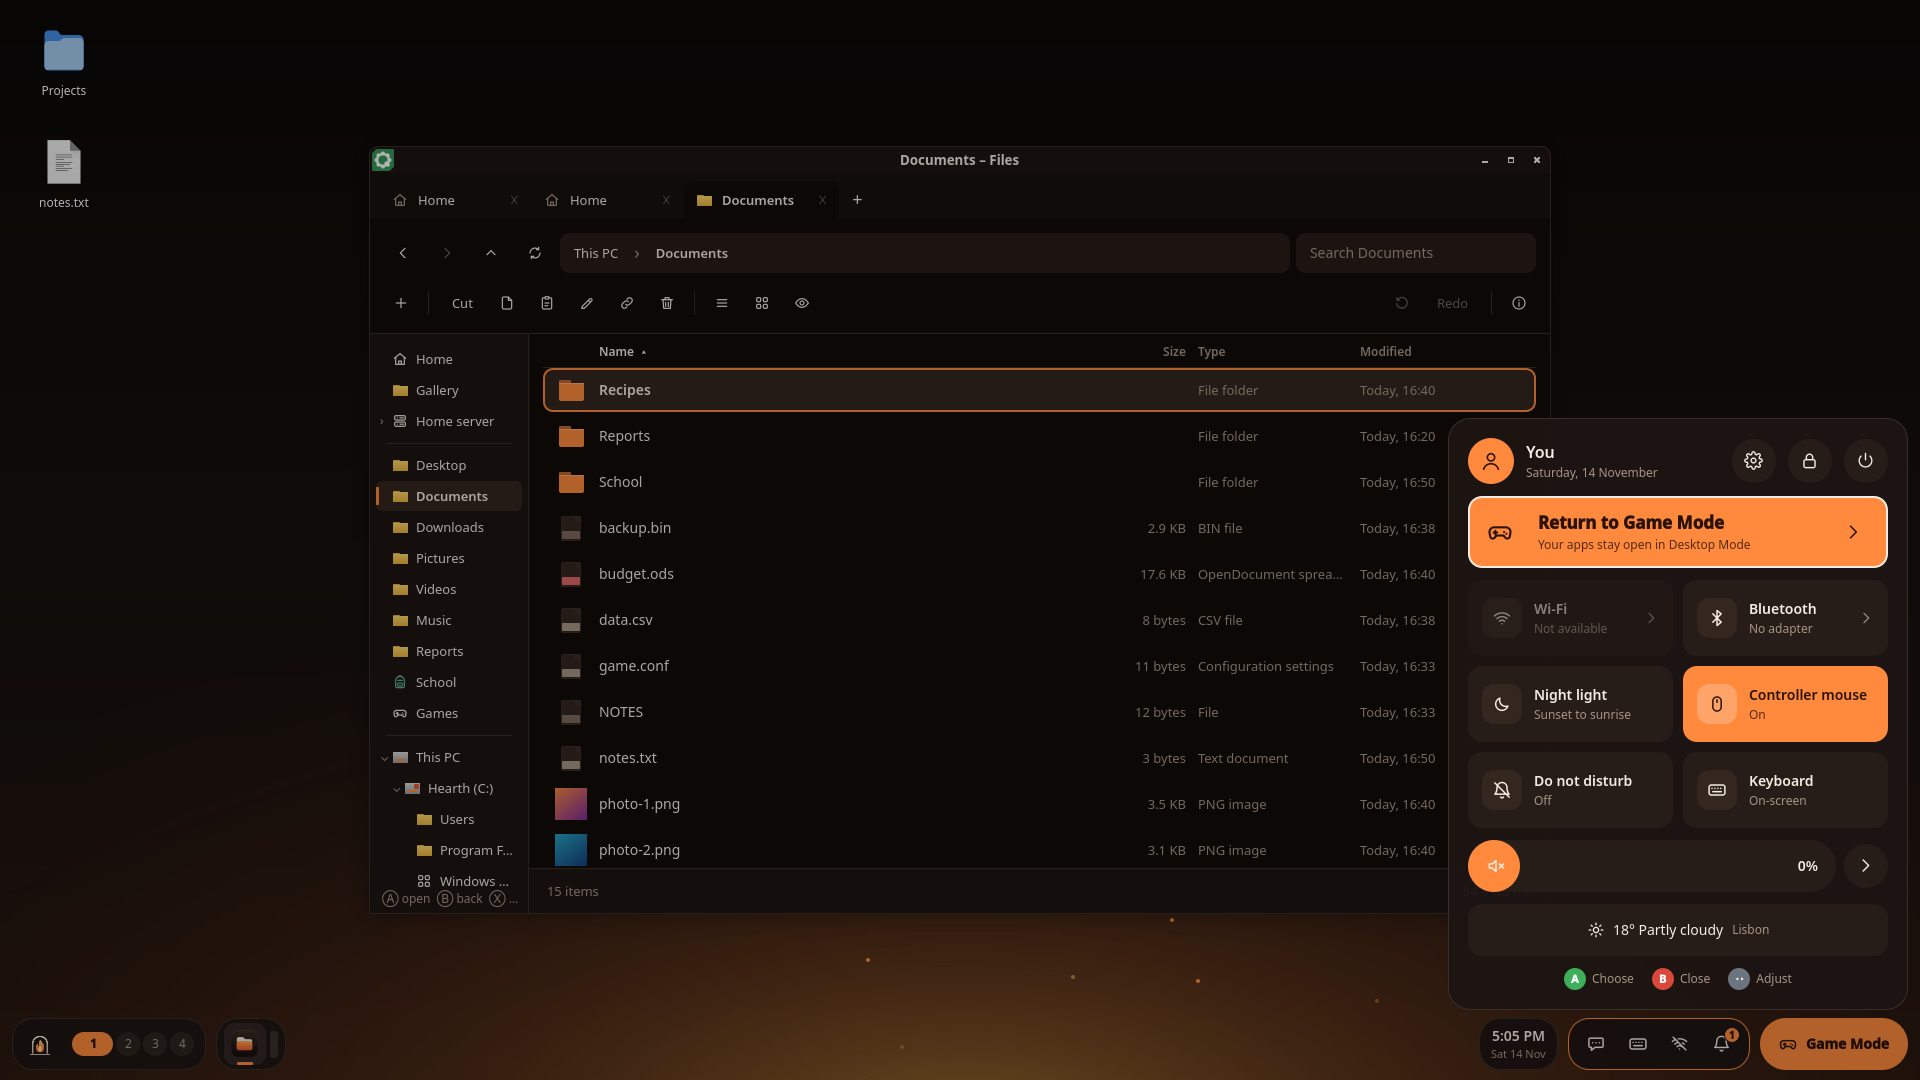 Projects
notes.txt
Documents – Files
Home X Home X Documents X +
This PC › Documents
Search Documents
Cut
Redo
Home
Gallery
Home server
Desktop
Documents
Downloads
Pictures
Videos
Music
Reports
School
Games
This PC
Hearth (C:)
Users
Program F...
Windows ...
A open B back X ...
Name Size Type Modified
Recipes File folder Today, 16:40
Reports File folder Today, 16:20
School File folder Today, 16:50
backup.bin 2.9 KB BIN file Today, 16:38
budget.ods 17.6 KB OpenDocument sprea... Today, 16:40
data.csv 8 bytes CSV file Today, 16:38
game.conf 11 bytes Configuration settings Today, 16:33
NOTES 12 bytes File Today, 16:33
notes.txt 3 bytes Text document Today, 16:50
photo-1.png 3.5 KB PNG image Today, 16:40
photo-2.png 3.1 KB PNG image Today, 16:40
15 items
You
Saturday, 14 November
Return to Game Mode
Your apps stay open in Desktop Mode
Wi-Fi
Not available
Bluetooth
No adapter
Night light
Sunset to sunrise
Controller mouse
On
Do not disturb
Off
Keyboard
On-screen
0%
18° Partly cloudy Lisbon
A Choose B Close Adjust
1 2 3 4
5:05 PM
Sat 14 Nov
1
Game Mode